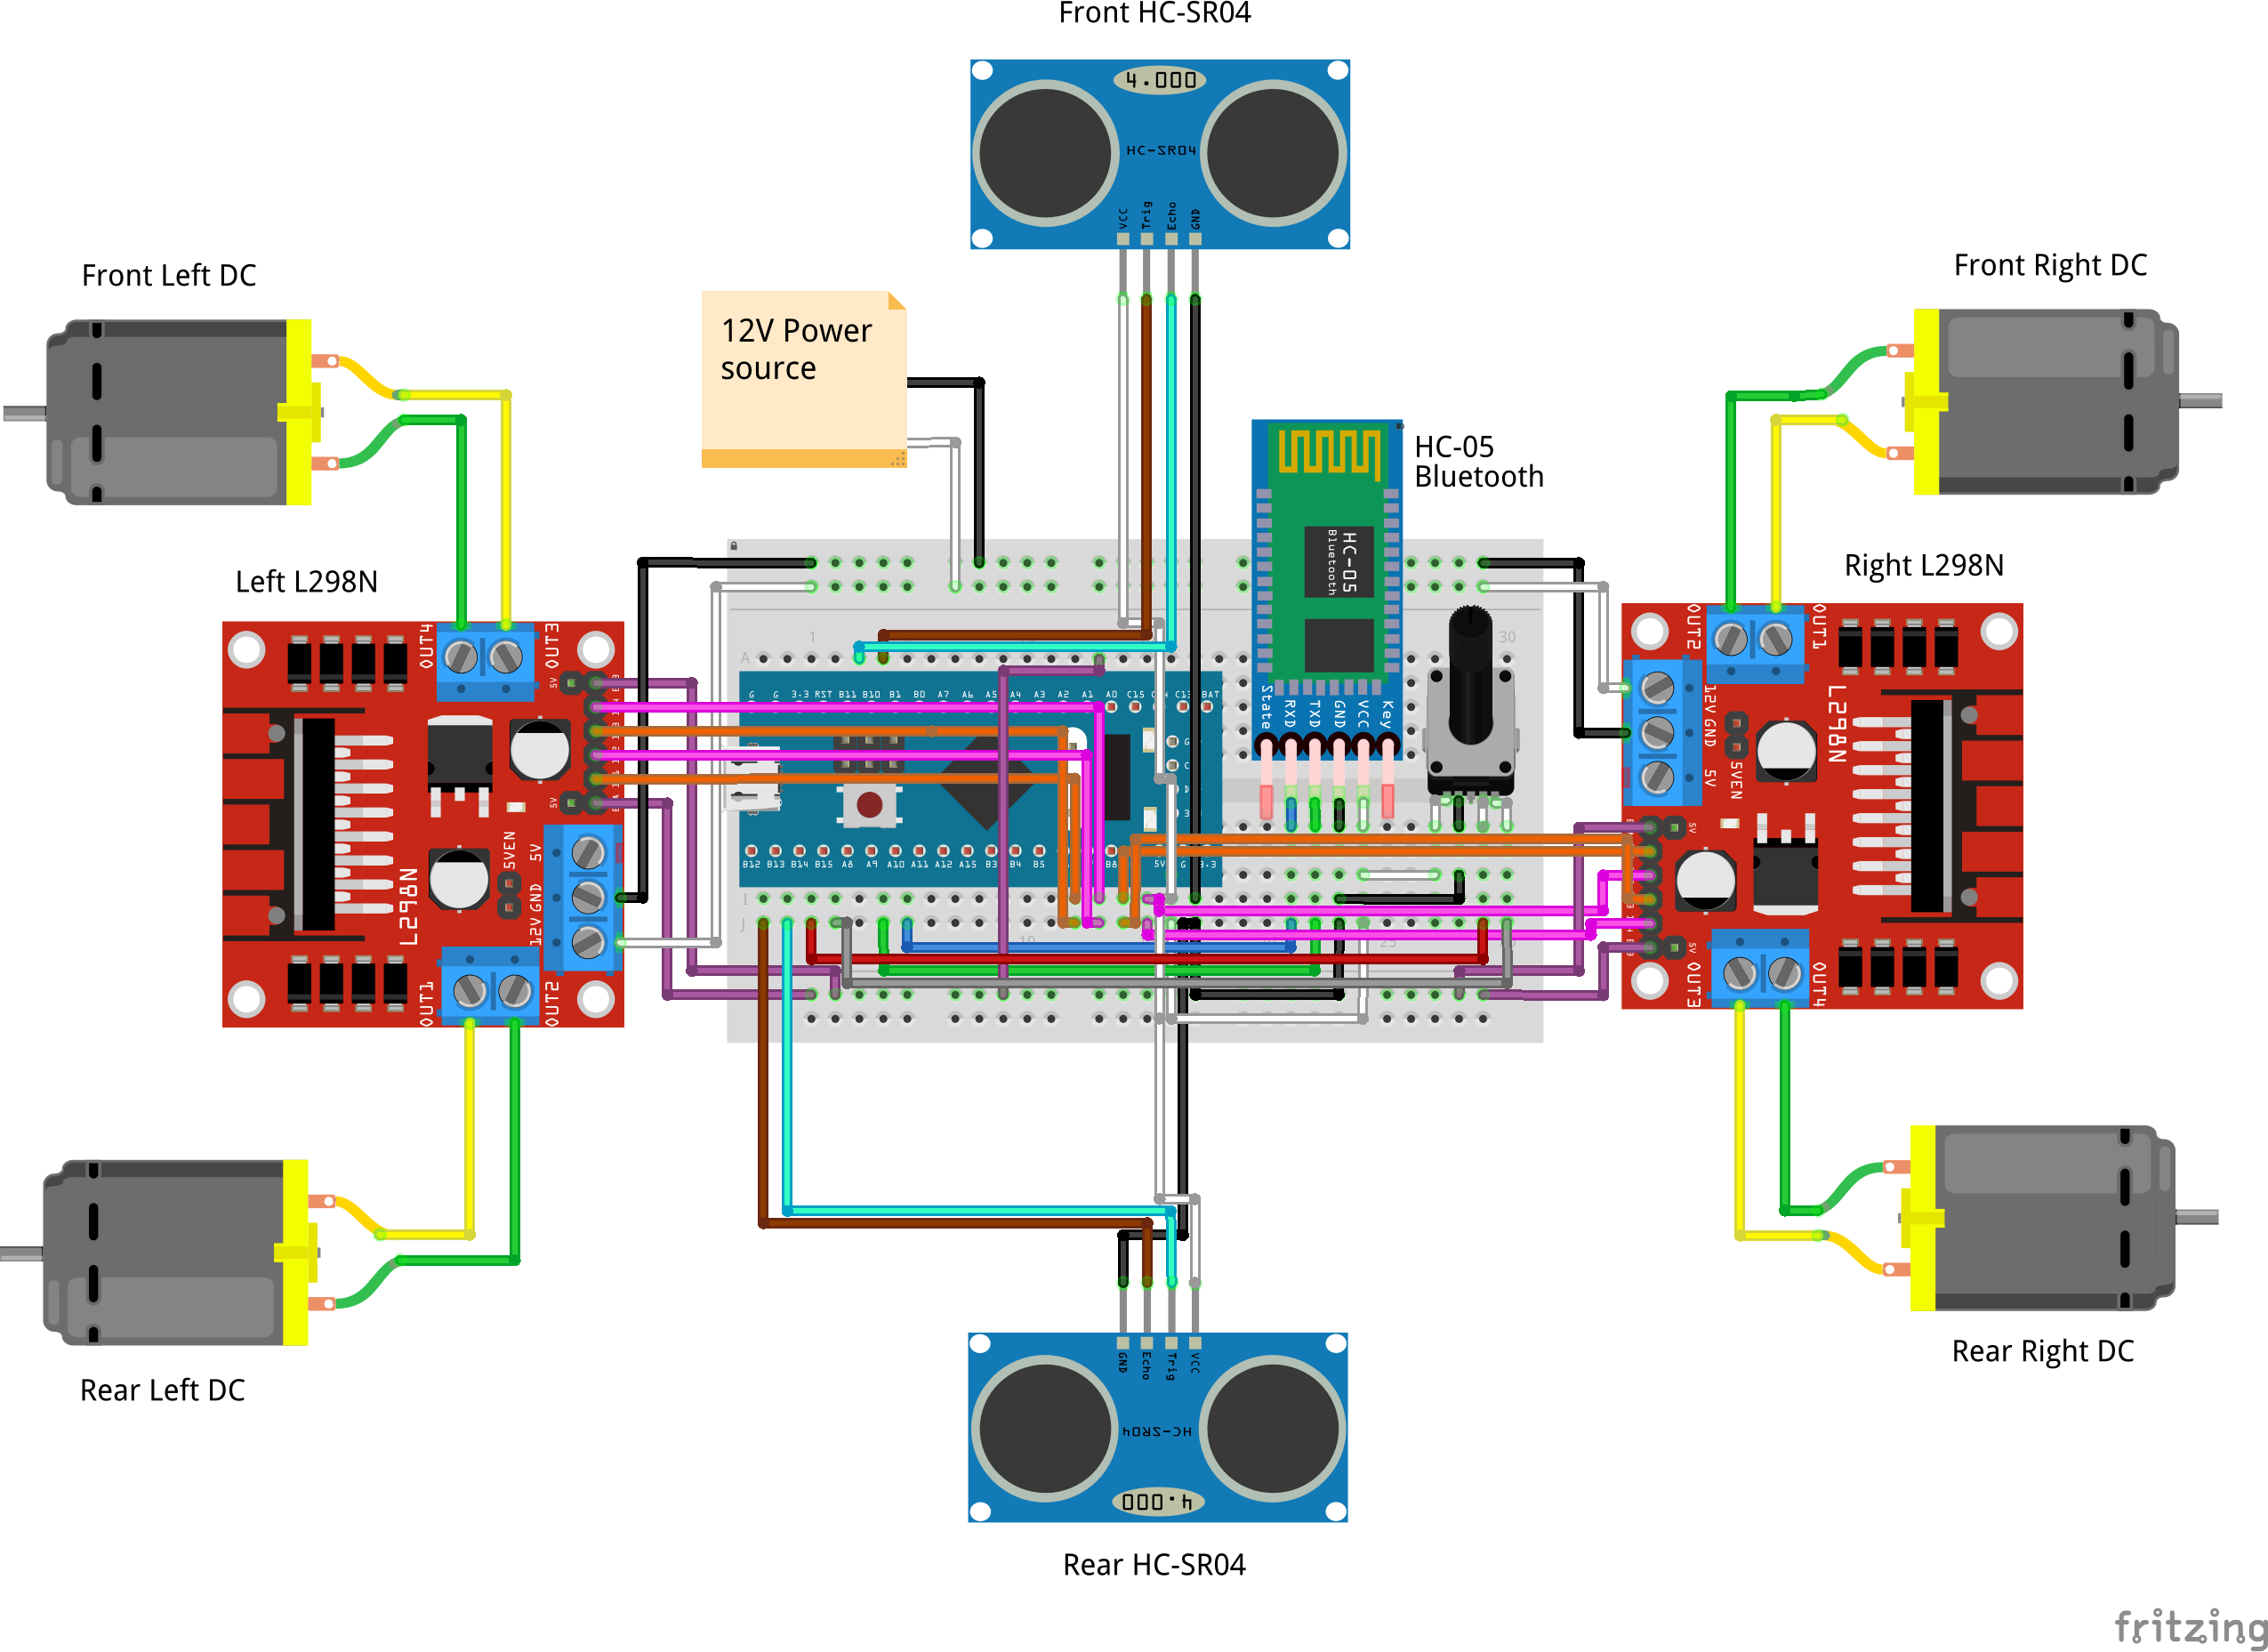 Front HC-SR04
4.000
HC-SR04
VCC Trig Echo GND
Front Left DC
Front Right DC
12V Power
source
HC-05
Bluetooth
HC-05
Bluetooth
Left L298N
Right L298N
OUT4
OUT3
OUT2
OUT1
1
30
A
G G 3.3 RST B11 B10 B1 B0 A7 A6 A5 A4 A3 A2 A1 A0 C15 C13 BAT
State RXD TXD GND VCC Key
12V GND 5V
5VEN
L298N
5V
5V
5V
5V
5VEN
5V GND 12V
L298N
B12 B13 B14 B15 A8 A9 A10 A11 A12 A15 B3 B4 B5 B8 5V G 3.3
I
J
10
25
OUT1
OUT2
OUT3
OUT4
GND Echo Trig VCC
HC-SR04
4.000
Rear Left DC
Rear Right DC
Rear HC-SR04
fritzing